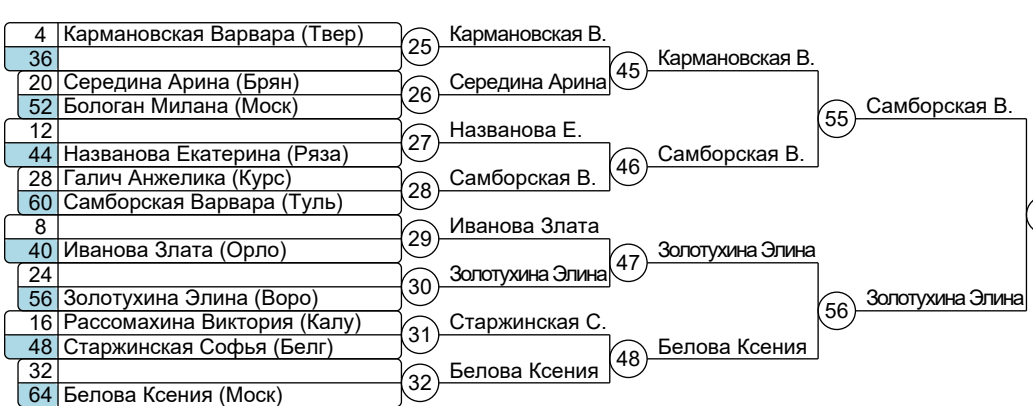 4 Кармановская Варвара (Твер)
36
20 Середина Арина (Брян)
52 Бологан Милана (Моск)
12
44 Названова Екатерина (Ряза)
28 Галич Анжелика (Курс)
60 Самборская Варвара (Туль)
8
40 Иванова Злата (Орло)
24
56 Золотухина Элина (Воро)
16 Рассомахина Виктория (Калу)
48 Старжинская Софья (Белг)
32
64 Белова Ксения (Моск)
25 Кармановская В.
26 Середина Арина
27 Названова Е.
28 Самборская В.
29 Иванова Злата
30 Золотухина Элина
31 Старжинская С.
32 Белова Ксения
45 Кармановская В.
46 Самборская В.
47 Золотухина Элина
48 Белова Ксения
55 Самборская В.
56 Золотухина Элина